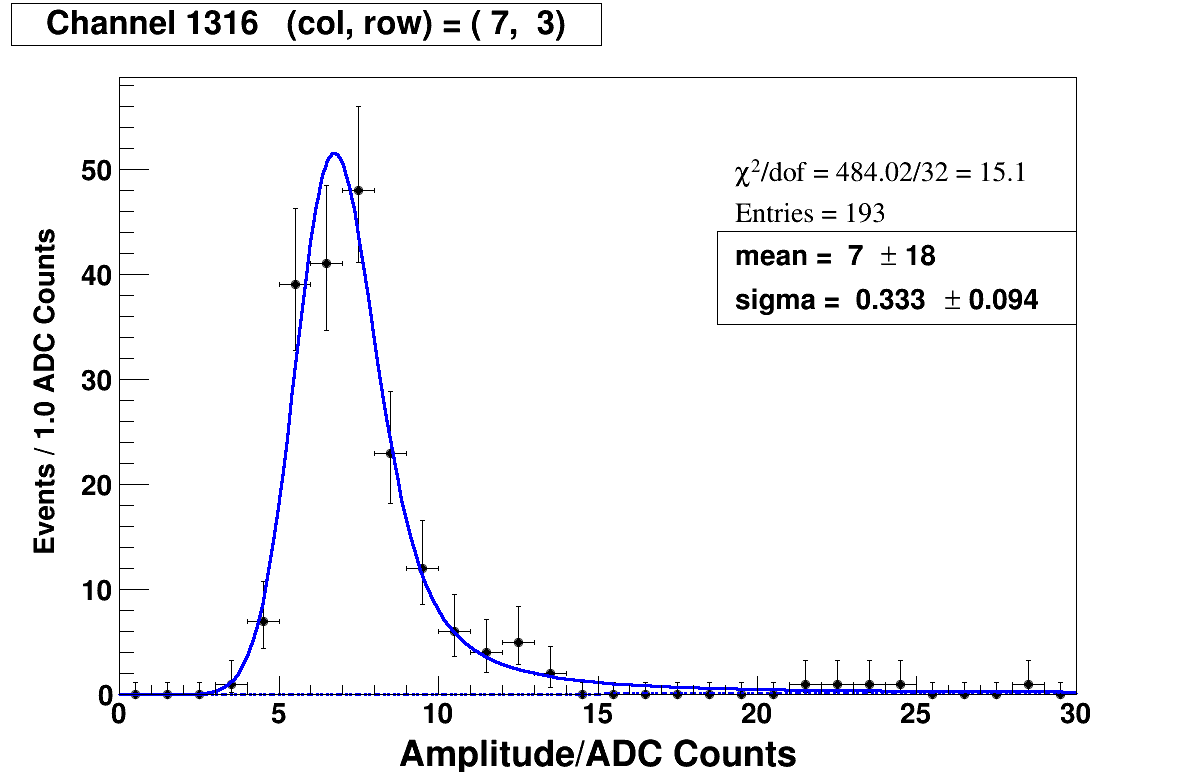 Channel 1316 (col, row) = ( 7, 3)
χ²/dof = 484.02/32 = 15.1
Entries = 193
mean = 7 ± 18
sigma = 0.333 ± 0.094
Events / 1.0 ADC Counts
50
40
30
20
10
0
0 5 10 15 20 25 30
Amplitude/ADC Counts